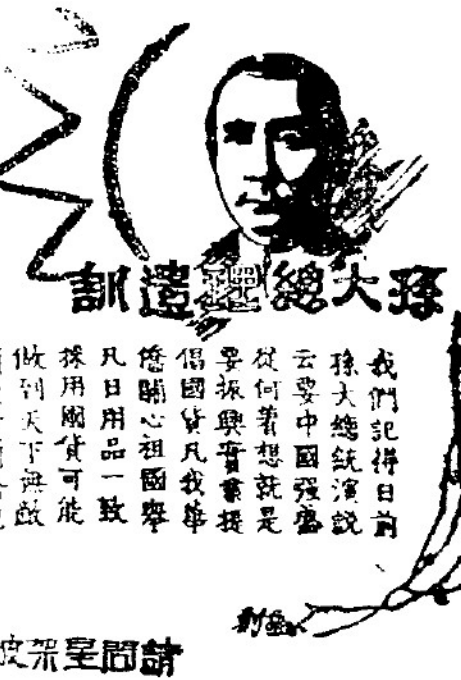 孫大總理遺訓
我們記得日前
孫大總統演說
云要中國強盛
從何着想就是
要振興實業提
倡國貨凡我華
僑關心祖國舉
凡日用品一致
採用國貨可能
做到天下無敵
請問星架坡